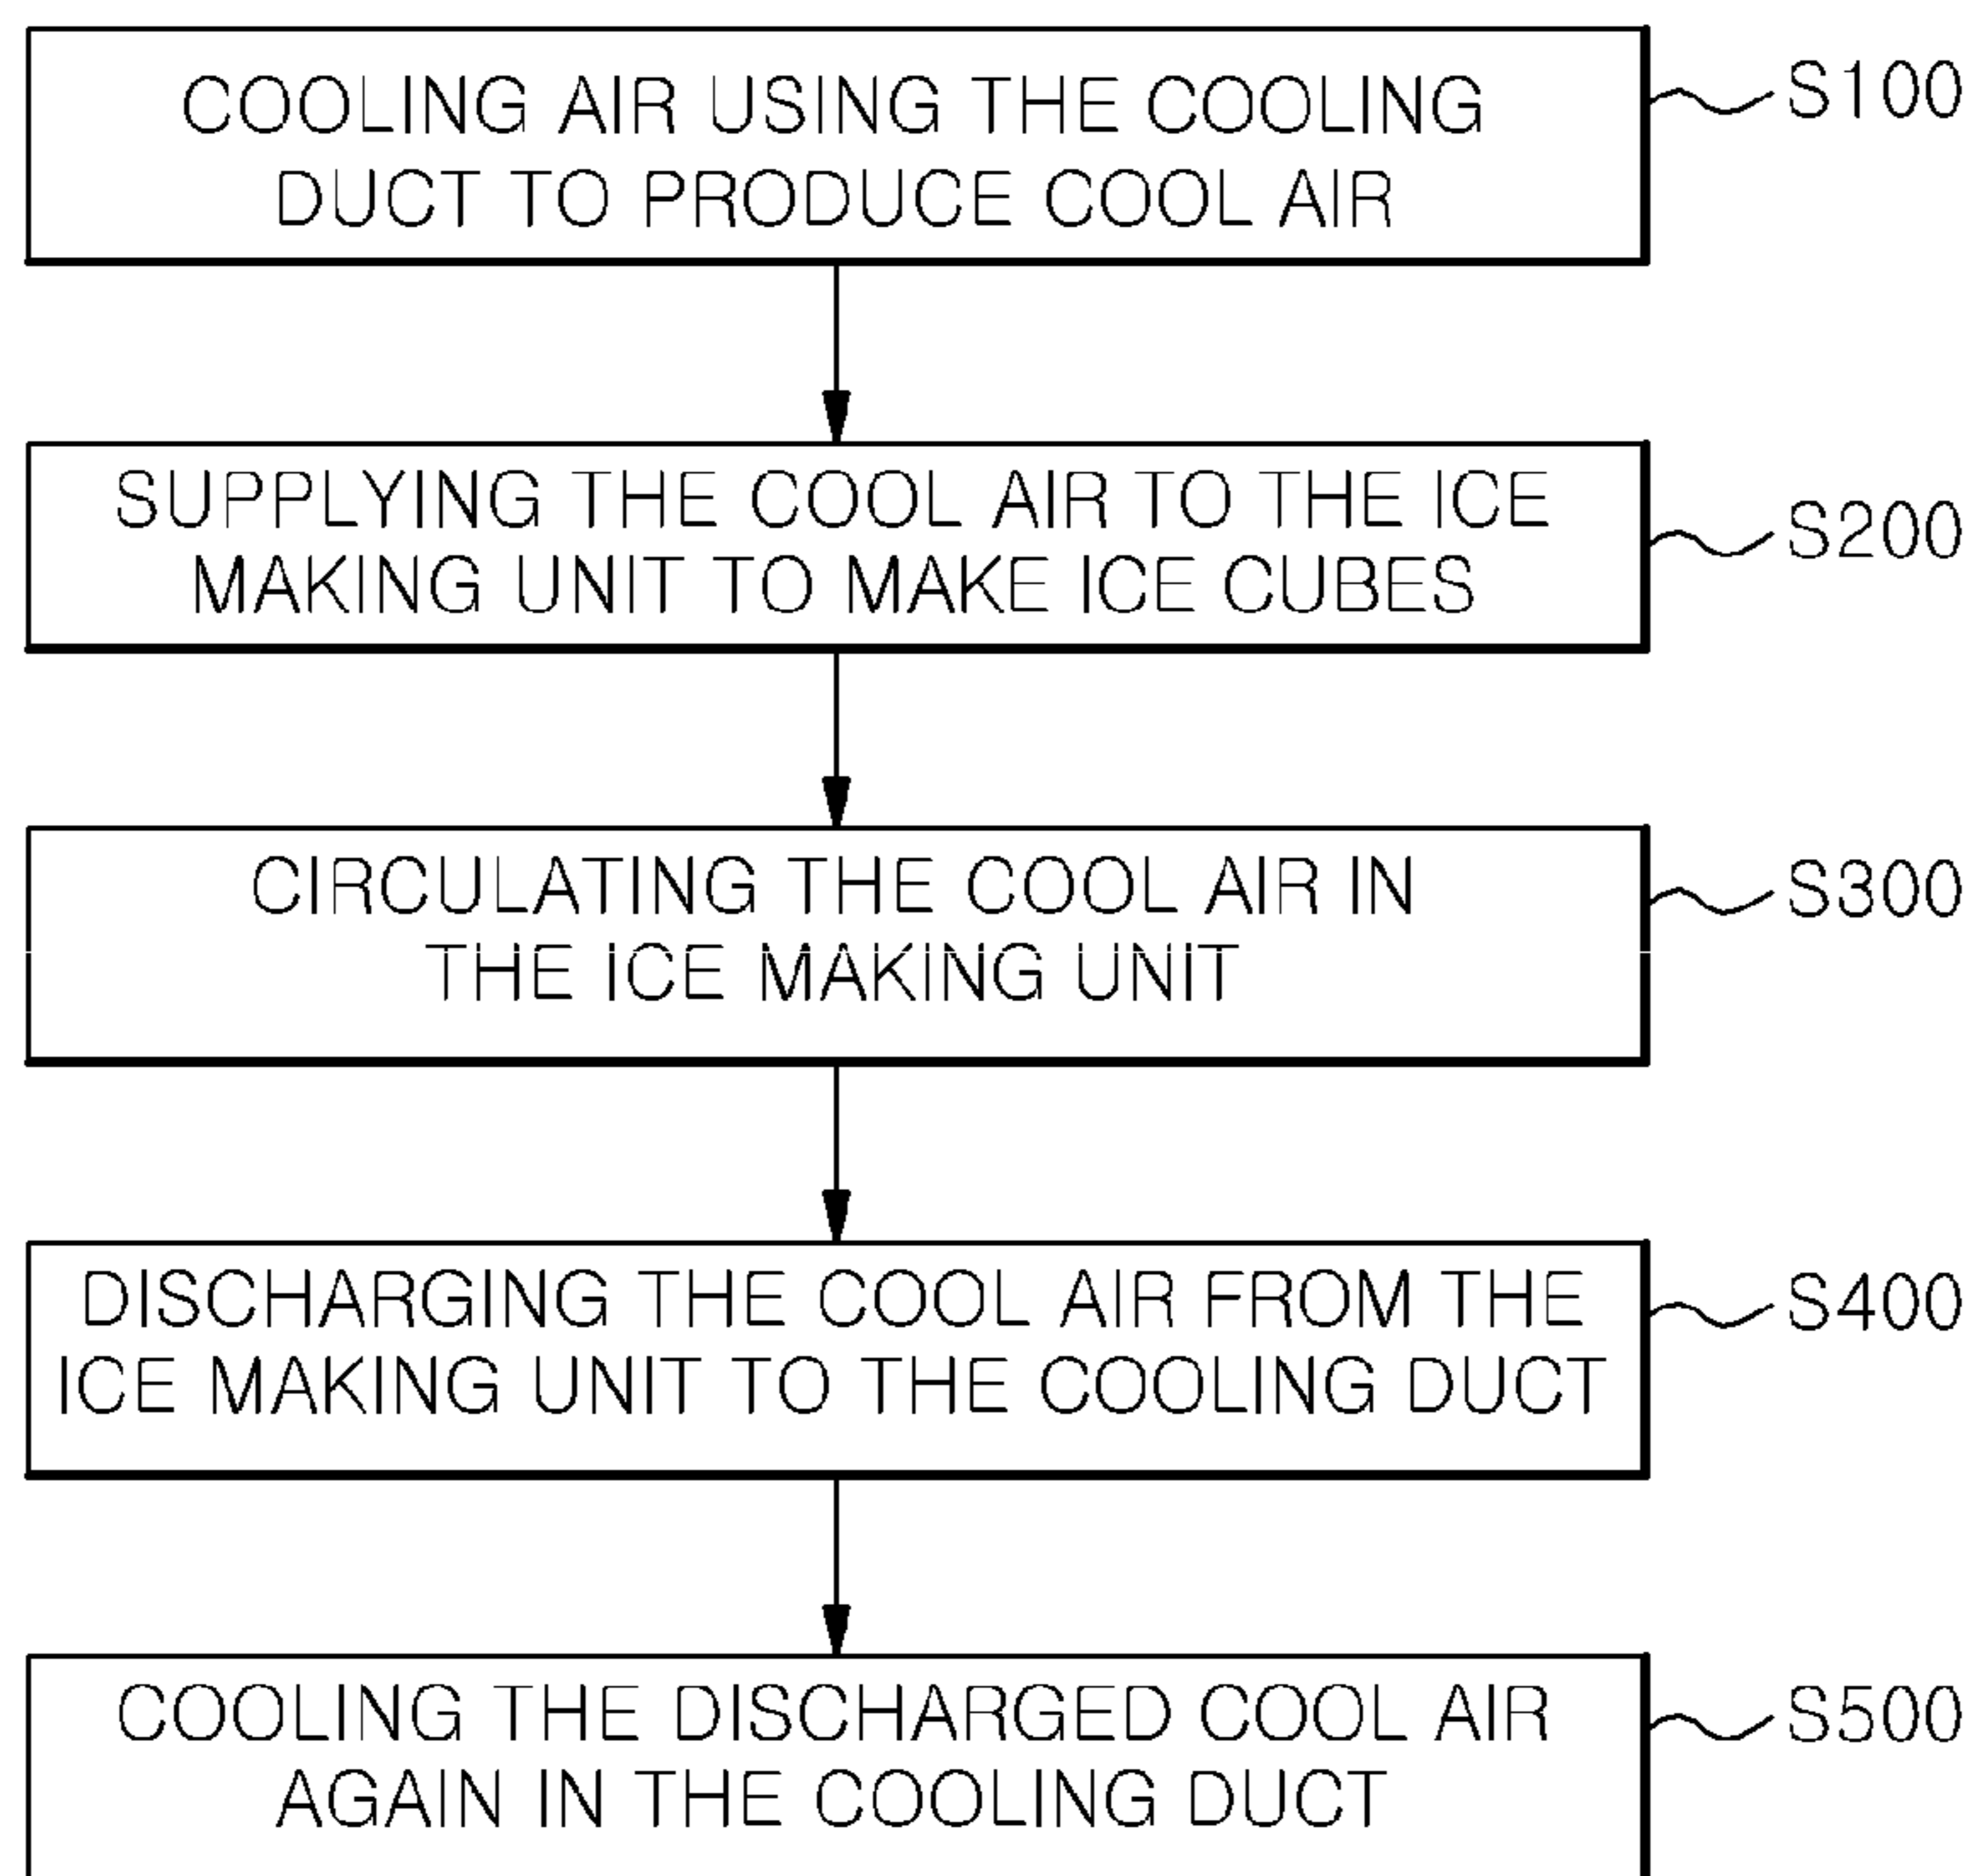 COOLING AIR USING THE COOLING
DUCT TO PRODUCE COOL AIR
S100
SUPPLYING THE COOL AIR TO THE ICE
MAKING UNIT TO MAKE ICE CUBES
S200
CIRCULATING THE COOL AIR IN
THE ICE MAKING UNIT
S300
DISCHARGING THE COOL AIR FROM THE
ICE MAKING UNIT TO THE COOLING DUCT
S400
COOLING THE DISCHARGED COOL AIR
AGAIN IN THE COOLING DUCT
S500